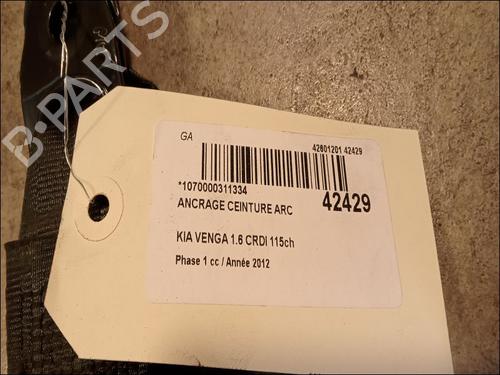 B-PARTS
GA
42601201 42429
*1070000311334
ANCRAGE CEINTURE ARC
42429
KIA VENGA 1.6 CRDI 115ch
Phase 1 cc / Année 2012